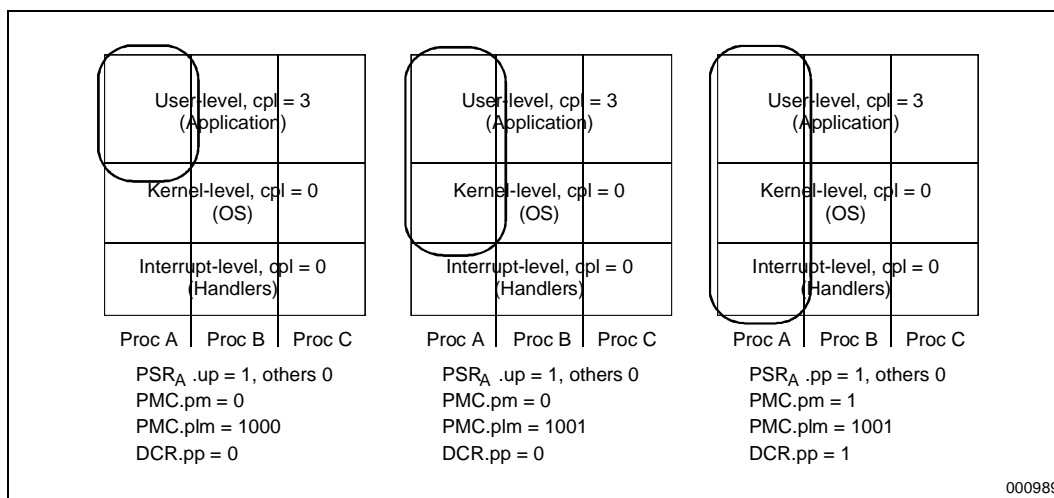 User-level, cpl = 3
(Application)
Kernel-level, cpl = 0
(OS)
Interrupt-level, cpl = 0
(Handlers)
Proc A Proc B Proc C
PSRA .up = 1, others 0
PMC.pm = 0
PMC.plm = 1000
DCR.pp = 0
User-level, cpl = 3
(Application)
Kernel-level, cpl = 0
(OS)
Interrupt-level, cpl = 0
(Handlers)
Proc A Proc B Proc C
PSRA .up = 1, others 0
PMC.pm = 0
PMC.plm = 1001
DCR.pp = 0
User-level, cpl = 3
(Application)
Kernel-level, cpl = 0
(OS)
Interrupt-level, cpl = 0
(Handlers)
Proc A Proc B Proc C
PSRA .pp = 1, others 0
PMC.pm = 1
PMC.plm = 1001
DCR.pp = 1
000989